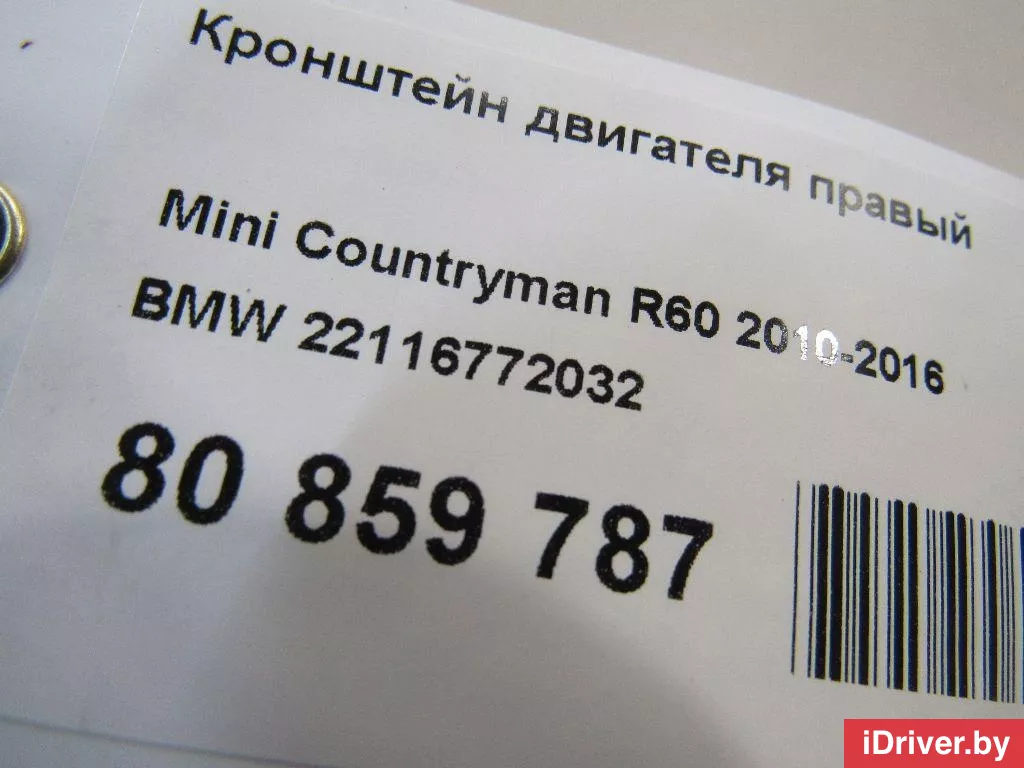 Кронштейн двигателя правый
Mini Countryman R60 2010-2016
BMW 22116772032
80 859 787
iDriver.by